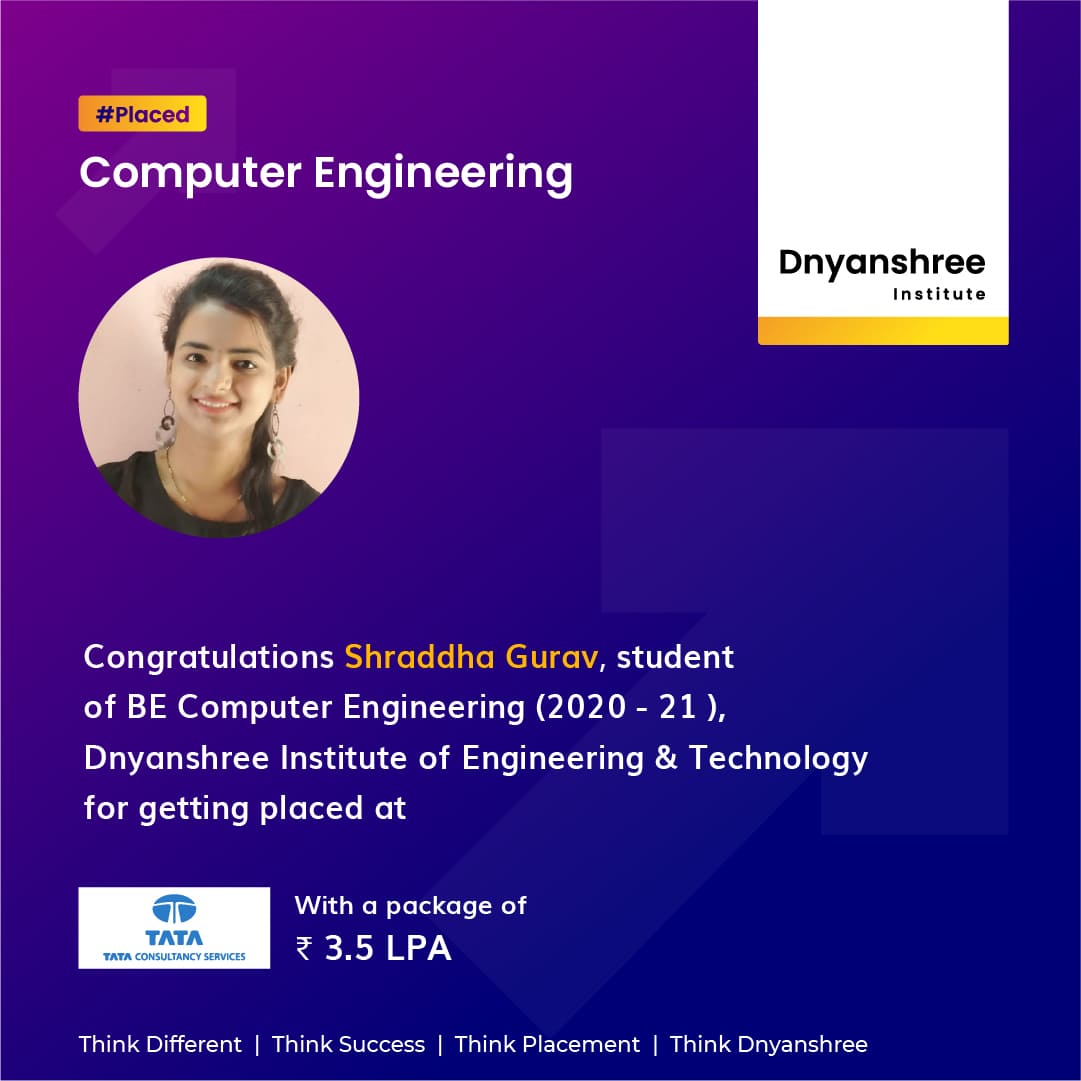 #Placed
Computer Engineering
Dnyanshree
Institute
Congratulations Shraddha Gurav, student
of BE Computer Engineering (2020 - 21 ),
Dnyanshree Institute of Engineering & Technology
for getting placed at
TATA
TATA CONSULTANCY SERVICES
With a package of
₹ 3.5 LPA
Think Different | Think Success | Think Placement | Think Dnyanshree